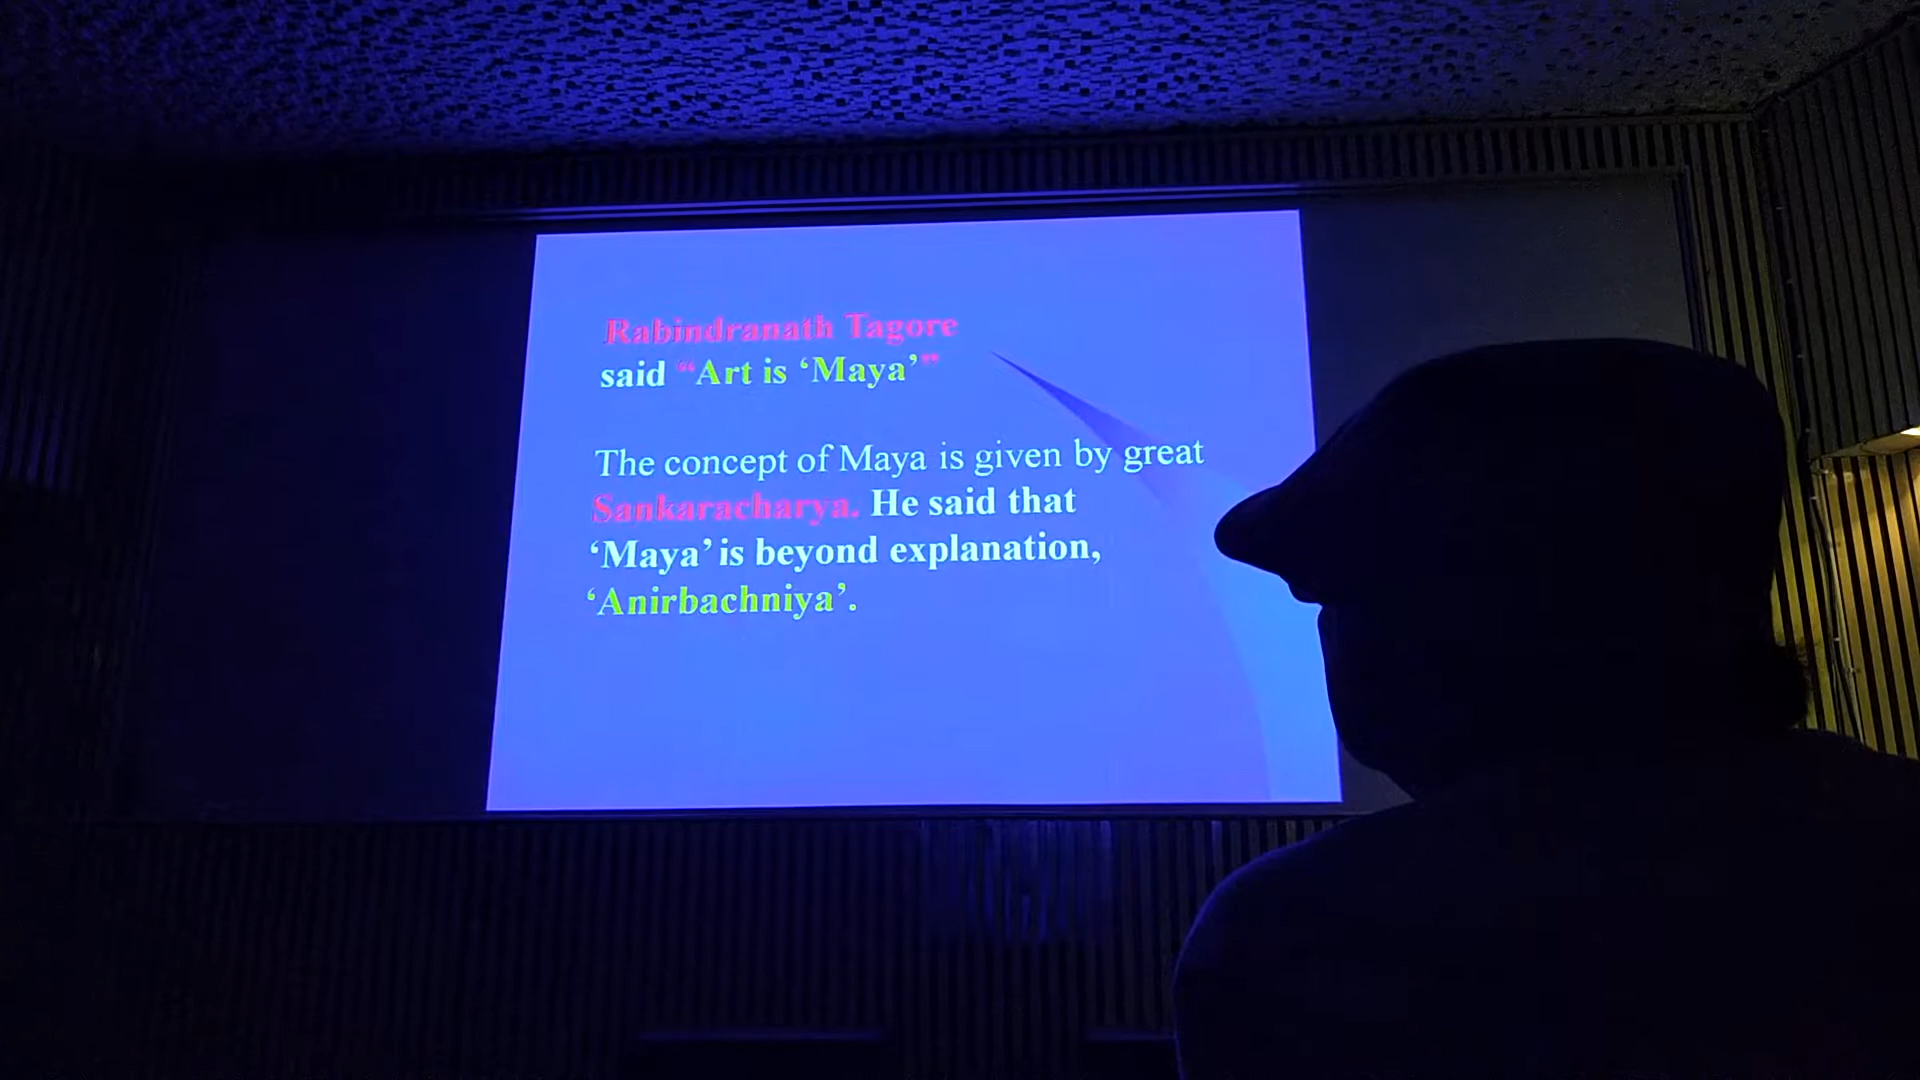 Rabindranath Tagore
said “Art is ‘Maya’”
The concept of Maya is given by great
Sankaracharya. He said that
‘Maya’ is beyond explanation,
‘Anirbachniya’.